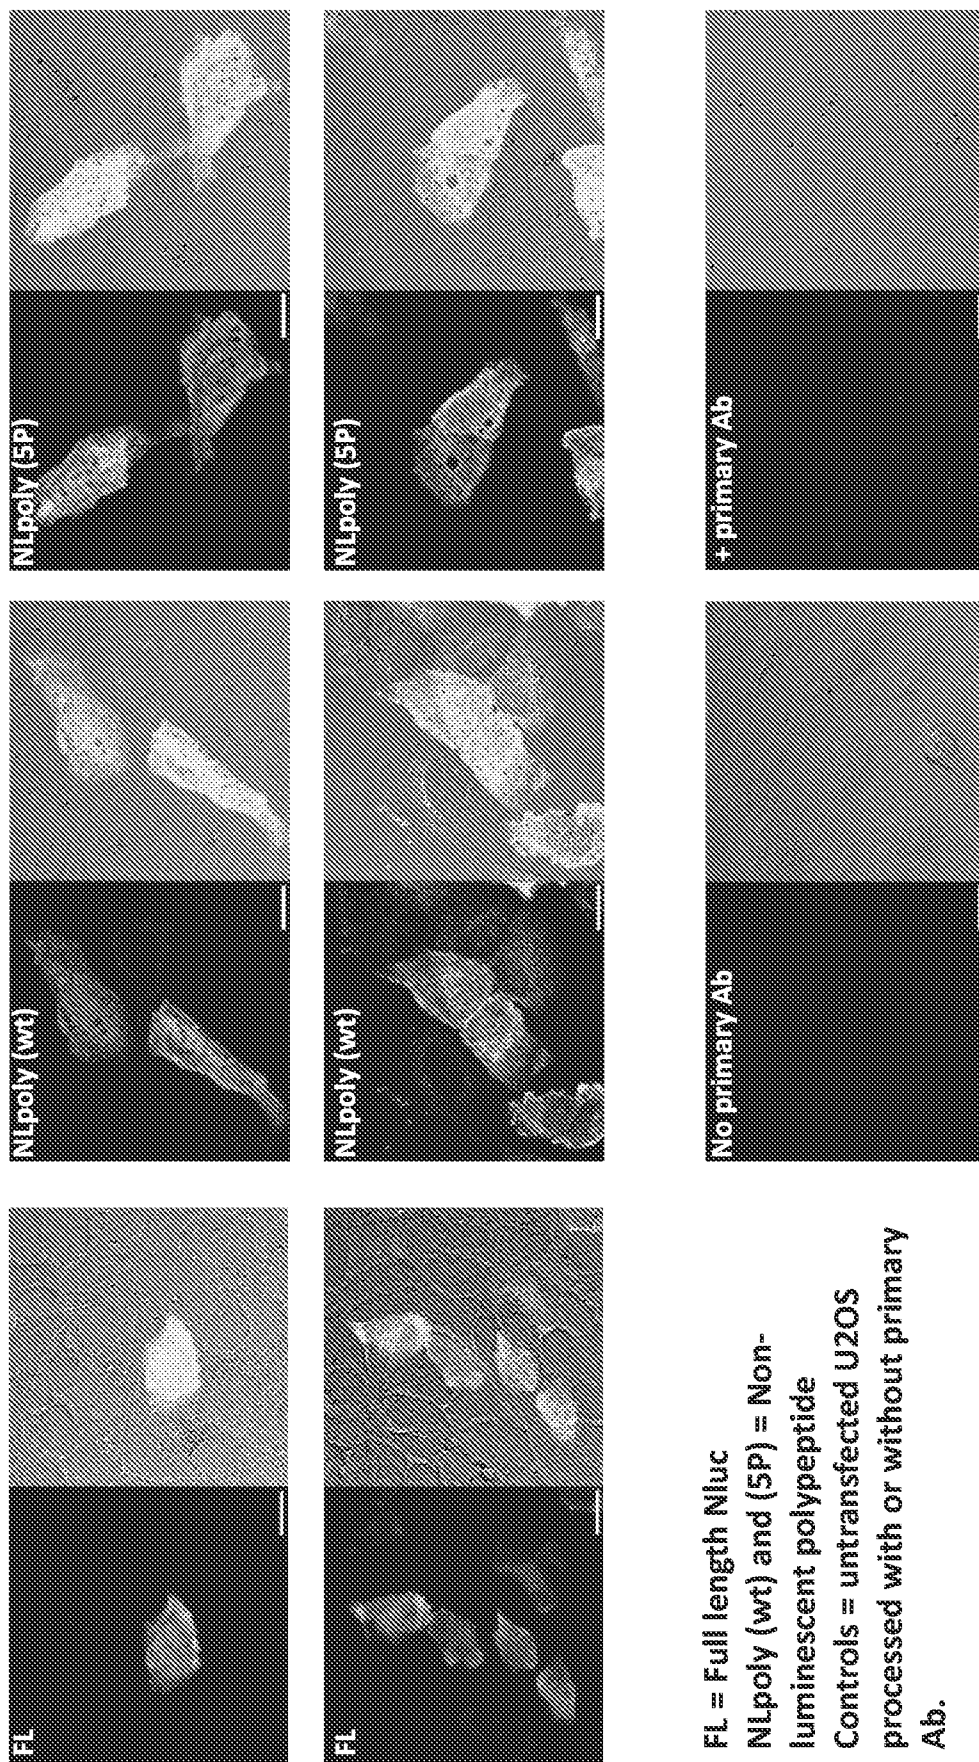 FL
NLpoly (wt)
NLpoly (5P)
FL
NLpoly (wt)
NLpoly (5P)
FL = Full length Nluc
NLpoly (wt) and (5P) = Non-
luminescent polypeptide
Controls = untransfected U2OS
processed with or without primary
Ab.
No primary Ab
+ primary Ab